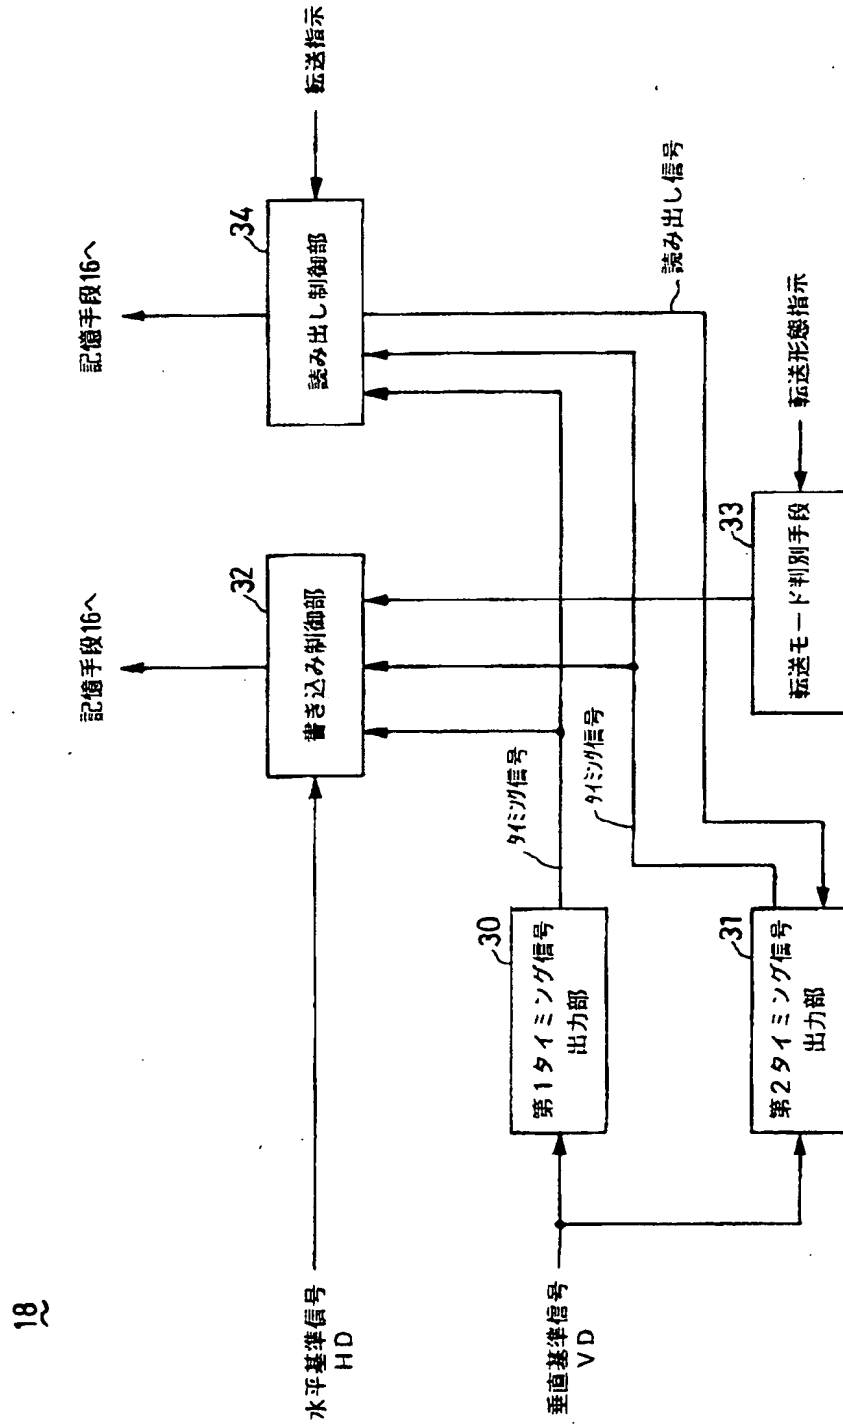 18
記憶手段16へ
記憶手段16へ
32
書き込み制御部
34
読み出し制御部
転送指示
水平基準信号
HD
タイミング信号
タイミング信号
読み出し信号
垂直基準信号
VD
30
第1タイミング信号
出力部
31
第2タイミング信号
出力部
33
転送モード判別手段
転送形態指示